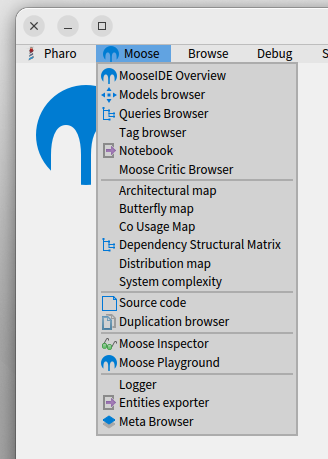 Pharo Moose Browse Debug S
MooseIDE Overview
Models browser
Queries Browser
Tag browser
Notebook
Moose Critic Browser
Architectural map
Butterfly map
Co Usage Map
Dependency Structural Matrix
Distribution map
System complexity
Source code
Duplication browser
Moose Inspector
Moose Playground
Logger
Entities exporter
Meta Browser